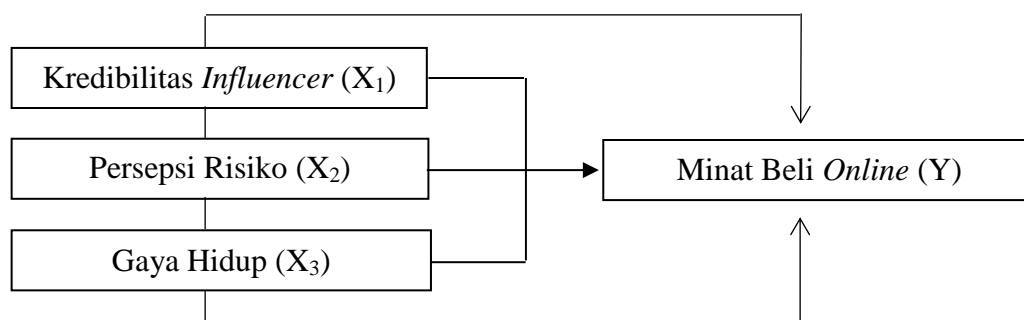 Kredibilitas Influencer (X₁)
Persepsi Risiko (X₂)
Minat Beli Online (Y)
Gaya Hidup (X₃)